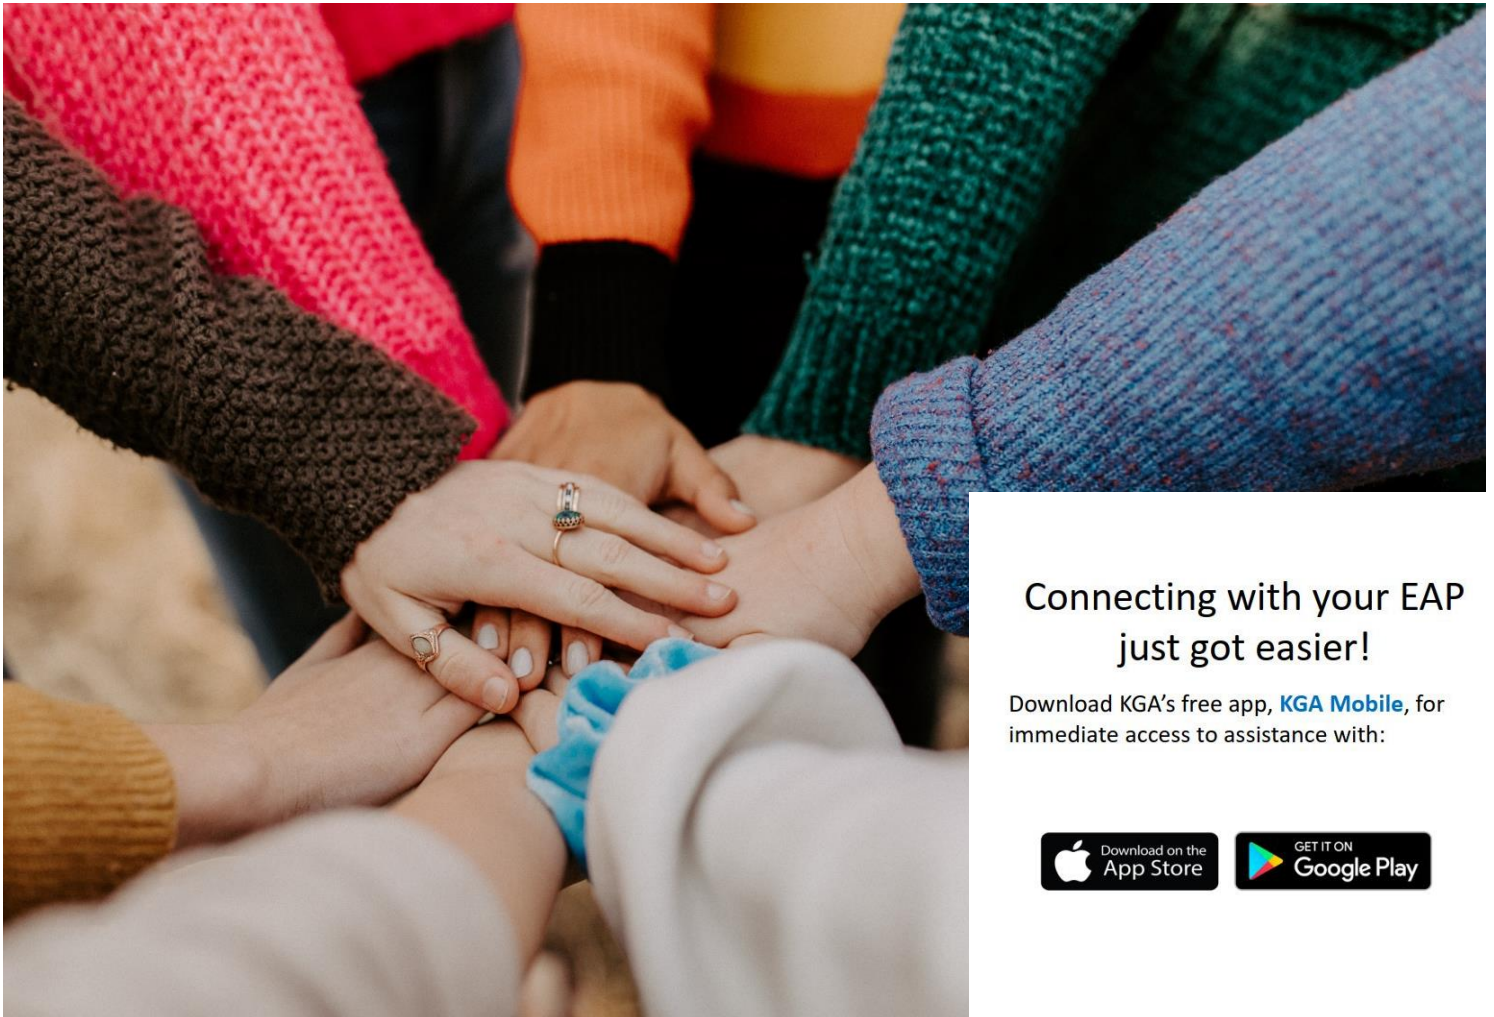 Connecting with your EAP
just got easier!
Download KGA’s free app, KGA Mobile, for
immediate access to assistance with:
Download on the
App Store
GET IT ON
Google Play